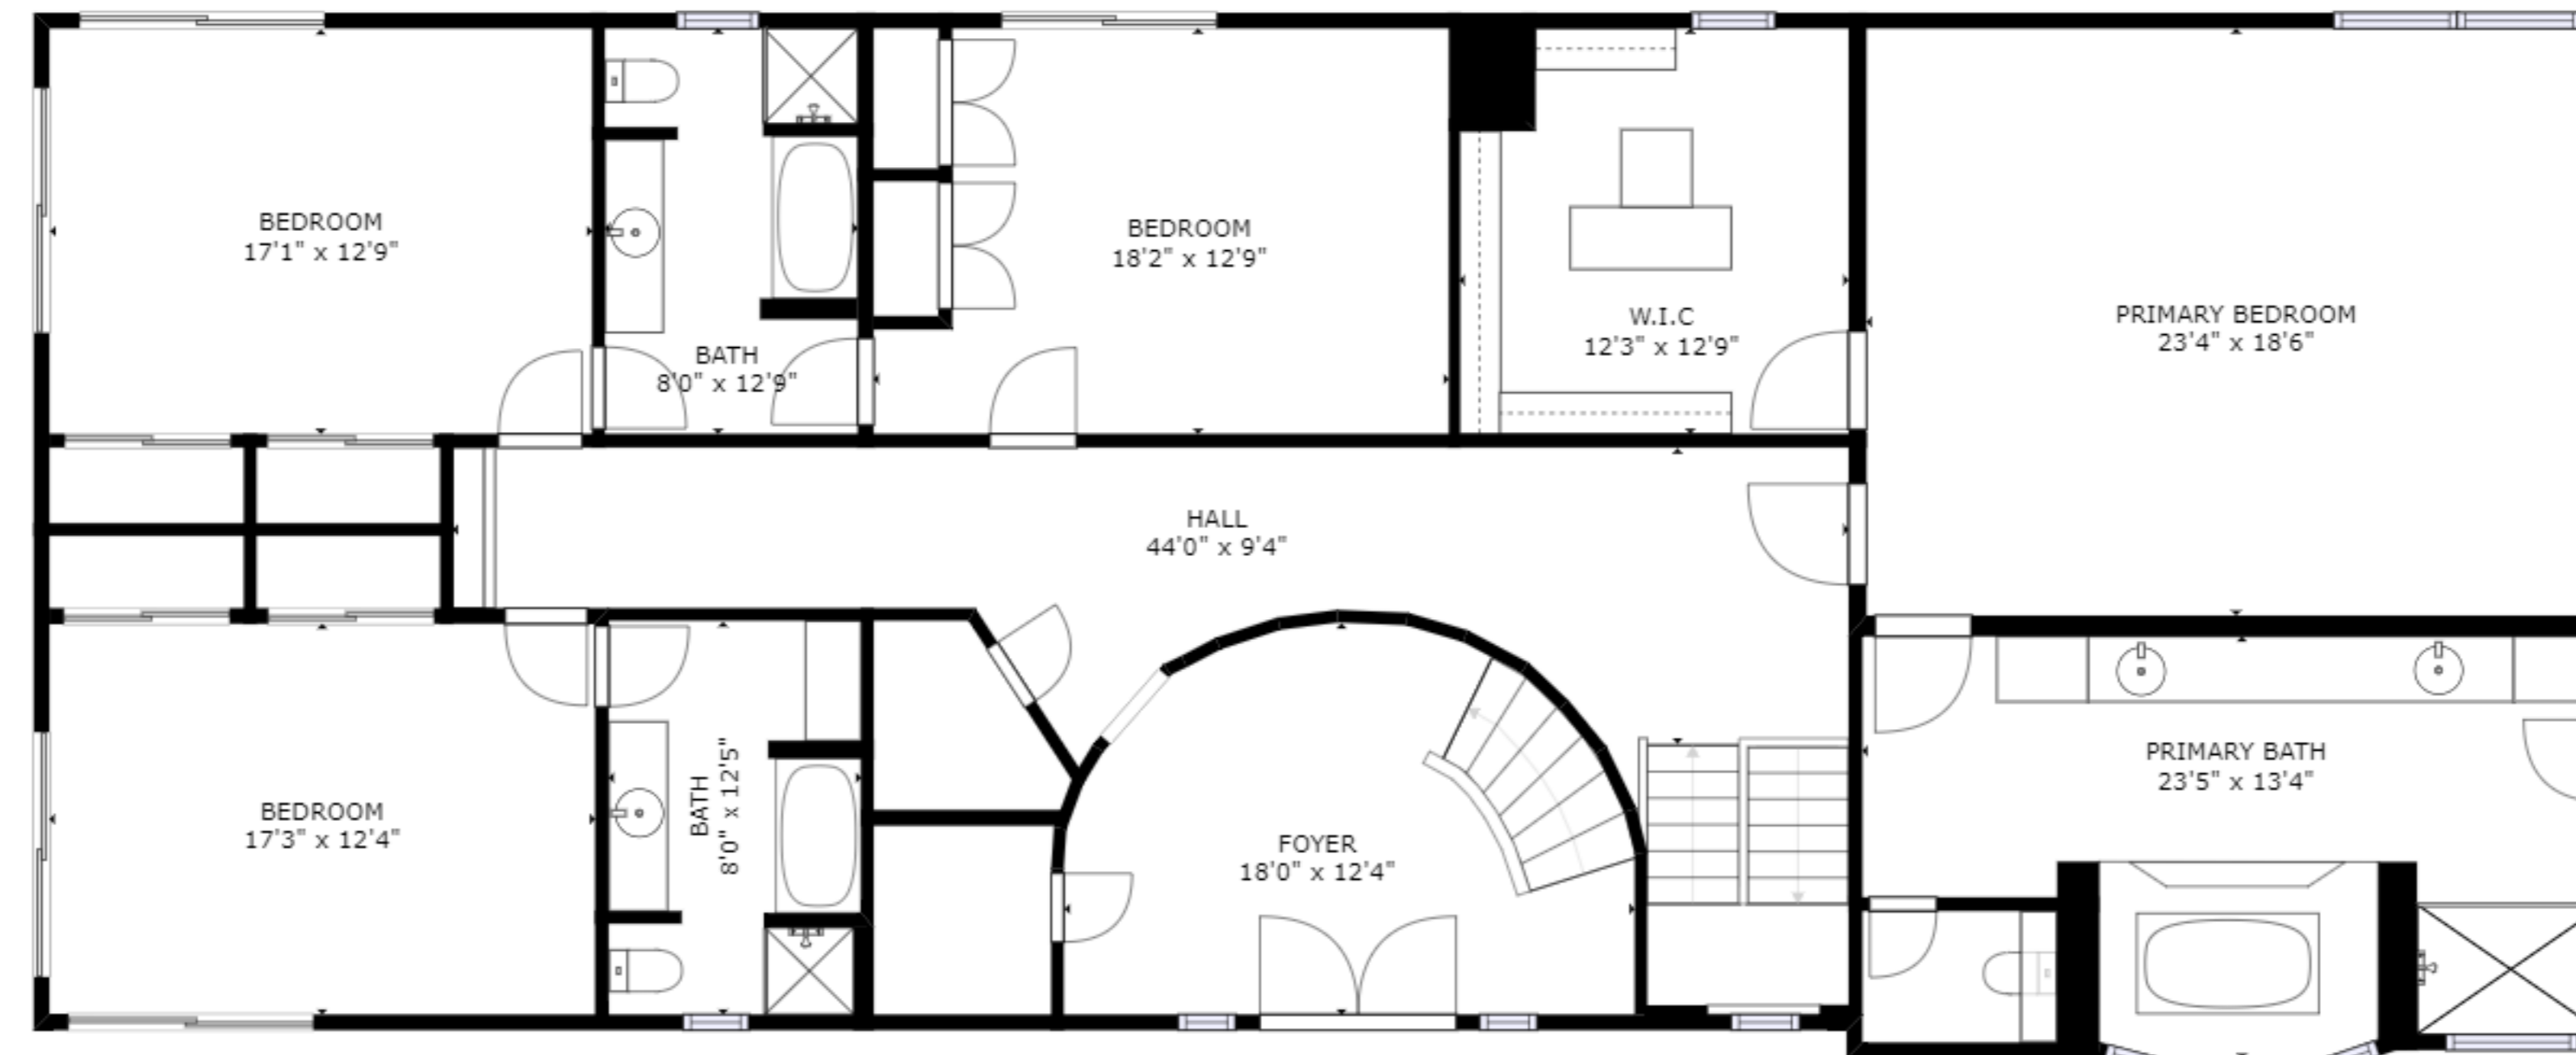 BEDROOM
17'1" x 12'9"
BATH
8'0" x 12'9"
BEDROOM
18'2" x 12'9"
W.I.C
12'3" x 12'9"
PRIMARY BEDROOM
23'4" x 18'6"
HALL
44'0" x 9'4"
BEDROOM
17'3" x 12'4"
BATH
8'0" x 12'5"
FOYER
18'0" x 12'4"
PRIMARY BATH
23'5" x 13'4"